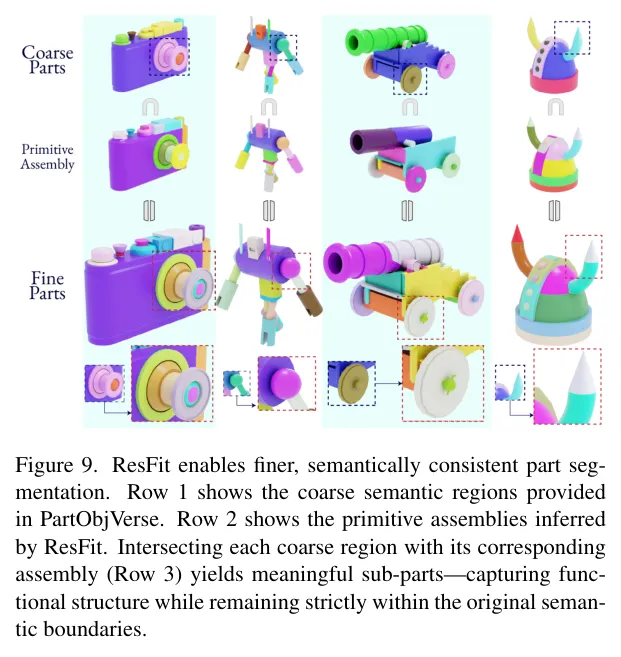 Coarse
Parts
Primitive
Assembly
Fine
Parts
Figure 9. ResFit enables finer, semantically consistent part seg-
mentation. Row 1 shows the coarse semantic regions provided
in PartObjVerse. Row 2 shows the primitive assemblies inferred
by ResFit. Intersecting each coarse region with its corresponding
assembly (Row 3) yields meaningful sub-parts—capturing func-
tional structure while remaining strictly within the original seman-
tic boundaries.